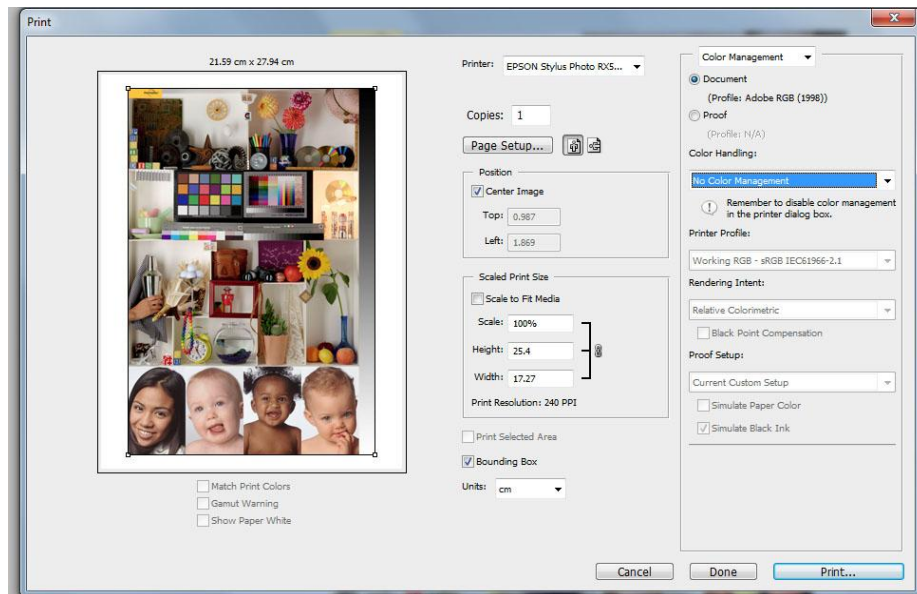 Print
21.59 cm x 27.94 cm
Match Print Colors
Gamut Warning
Show Paper White
Printer: EPSON Stylus Photo RX5...
Copies: 1
Page Setup...
Position
Center Image
Top: 0.987
Left: 1.869
Scaled Print Size
Scale to Fit Media
Scale: 100%
Height: 25.4
Width: 17.27
Print Resolution: 240 PPI
Print Selected Area
Bounding Box
Units: cm
Color Management
Document
(Profile: Adobe RGB (1998))
Proof
(Profile: N/A)
Color Handling:
No Color Management
Remember to disable color management
in the printer dialog box.
Printer Profile:
Working RGB - sRGB IEC61966-2.1
Rendering Intent:
Relative Colorimetric
Black Point Compensation
Proof Setup:
Current Custom Setup
Simulate Paper Color
Simulate Black Ink
Cancel
Done
Print...